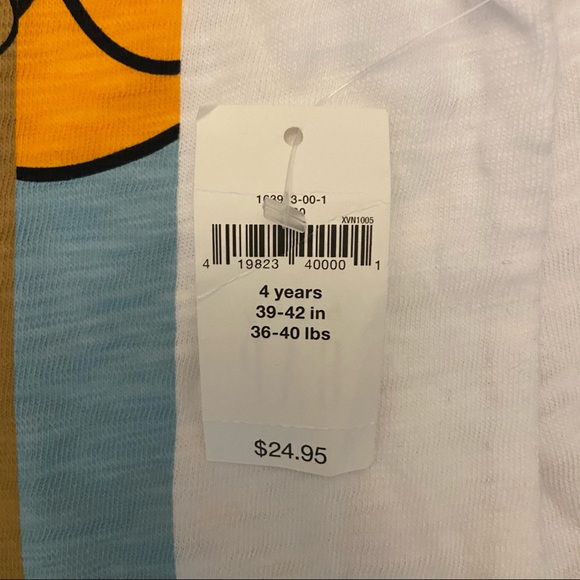 XVN1005
4 19823 40000 1
4 years
39-42 in
36-40 lbs
$24.95